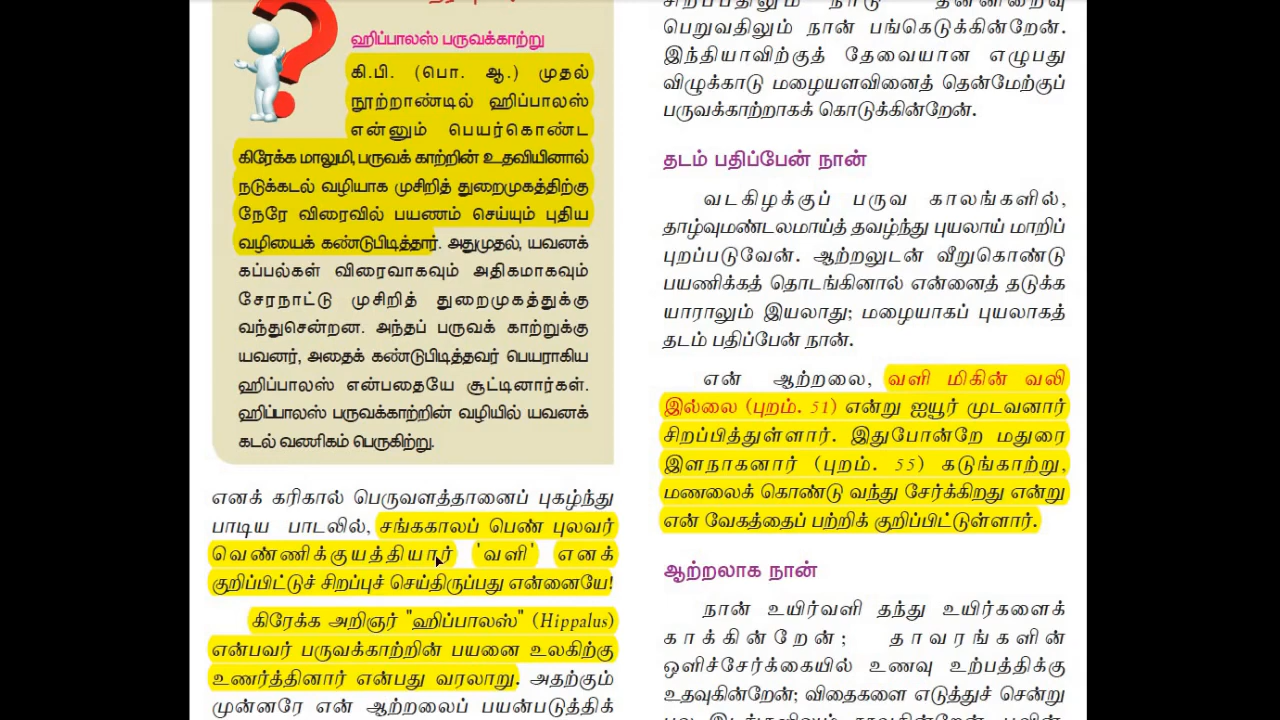 ஹிப்பாலஸ் பருவக்காற்று
கி.பி. (பொ. ஆ.) முதல்
நூற்றாண்டில் ஹிப்பாலஸ்
என்னும் பெயர்கொண்ட
கிரேக்க மாலுமி, பருவக் காற்றின் உதவியினால்
நடுக்கடல் வழியாக முசிறித் துறைமுகத்திற்கு
நேரே விரைவில் பயணம் செய்யும் புதிய
வழியைக் கண்டுபிடித்தார். அதுமுதல், யவனக்
கப்பல்கள் விரைவாகவும் அதிகமாகவும்
சேரநாட்டு முசிறித் துறைமுகத்துக்கு
வந்துசென்றன. அந்தப் பருவக் காற்றுக்கு
யவனர், அதைக் கண்டுபிடித்தவர் பெயராகிய
ஹிப்பாலஸ் என்பதையே சூட்டினார்கள்.
ஹிப்பாலஸ் பருவக்காற்றின் வழியில் யவனக்
கடல் வணிகம் பெருகிற்று.
எனக் கரிகால் பெருவளத்தானைப் புகழ்ந்து
பாடிய பாடலில், சங்ககாலப் பெண் புலவர்
வெண்ணிக்குயத்தியார் 'வளி' எனக்
குறிப்பிட்டுச் சிறப்புச் செய்திருப்பது என்னையே!
கிரேக்க அறிஞர் "ஹிப்பாலஸ்" (Hippalus)
என்பவர் பருவக்காற்றின் பயனை உலகிற்கு
உணர்த்தினார் என்பது வரலாறு. அதற்கும்
முன்னரே என் ஆற்றலைப் பயன்படுத்திக்
சிறப்பதிலும் நாடு தன்னிறைவு
பெறுவதிலும் நான் பங்கெடுக்கின்றேன்.
இந்தியாவிற்குத் தேவையான எழுபது
விழுக்காடு மழையளவினைத் தென்மேற்குப்
பருவக்காற்றாகக் கொடுக்கின்றேன்.
தடம் பதிப்பேன் நான்
வடகிழக்குப் பருவ காலங்களில்,
தாழ்வுமண்டலமாய்த் தவழ்ந்து புயலாய் மாறிப்
புறப்படுவேன். ஆற்றலுடன் வீறுகொண்டு
பயணிக்கத் தொடங்கினால் என்னைத் தடுக்க
யாராலும் இயலாது; மழையாகப் புயலாகத்
தடம் பதிப்பேன் நான்.
என் ஆற்றலை, வளி மிகின் வலி
இல்லை (புறம். 51) என்று ஐயூர் முடவனார்
சிறப்பித்துள்ளார். இதுபோன்றே மதுரை
இளநாகனார் (புறம். 55) கடுங்காற்று,
மணலைக் கொண்டு வந்து சேர்க்கிறது என்று
என் வேகத்தைப் பற்றிக் குறிப்பிட்டுள்ளார்.
ஆற்றலாக நான்
நான் உயிர்வளி தந்து உயிர்களைக்
காக்கின்றேன்; தாவரங்களின்
ஒளிச்சேர்க்கையில் உணவு உற்பத்திக்கு
உதவுகின்றேன்; விதைகளை எடுத்துச் சென்று